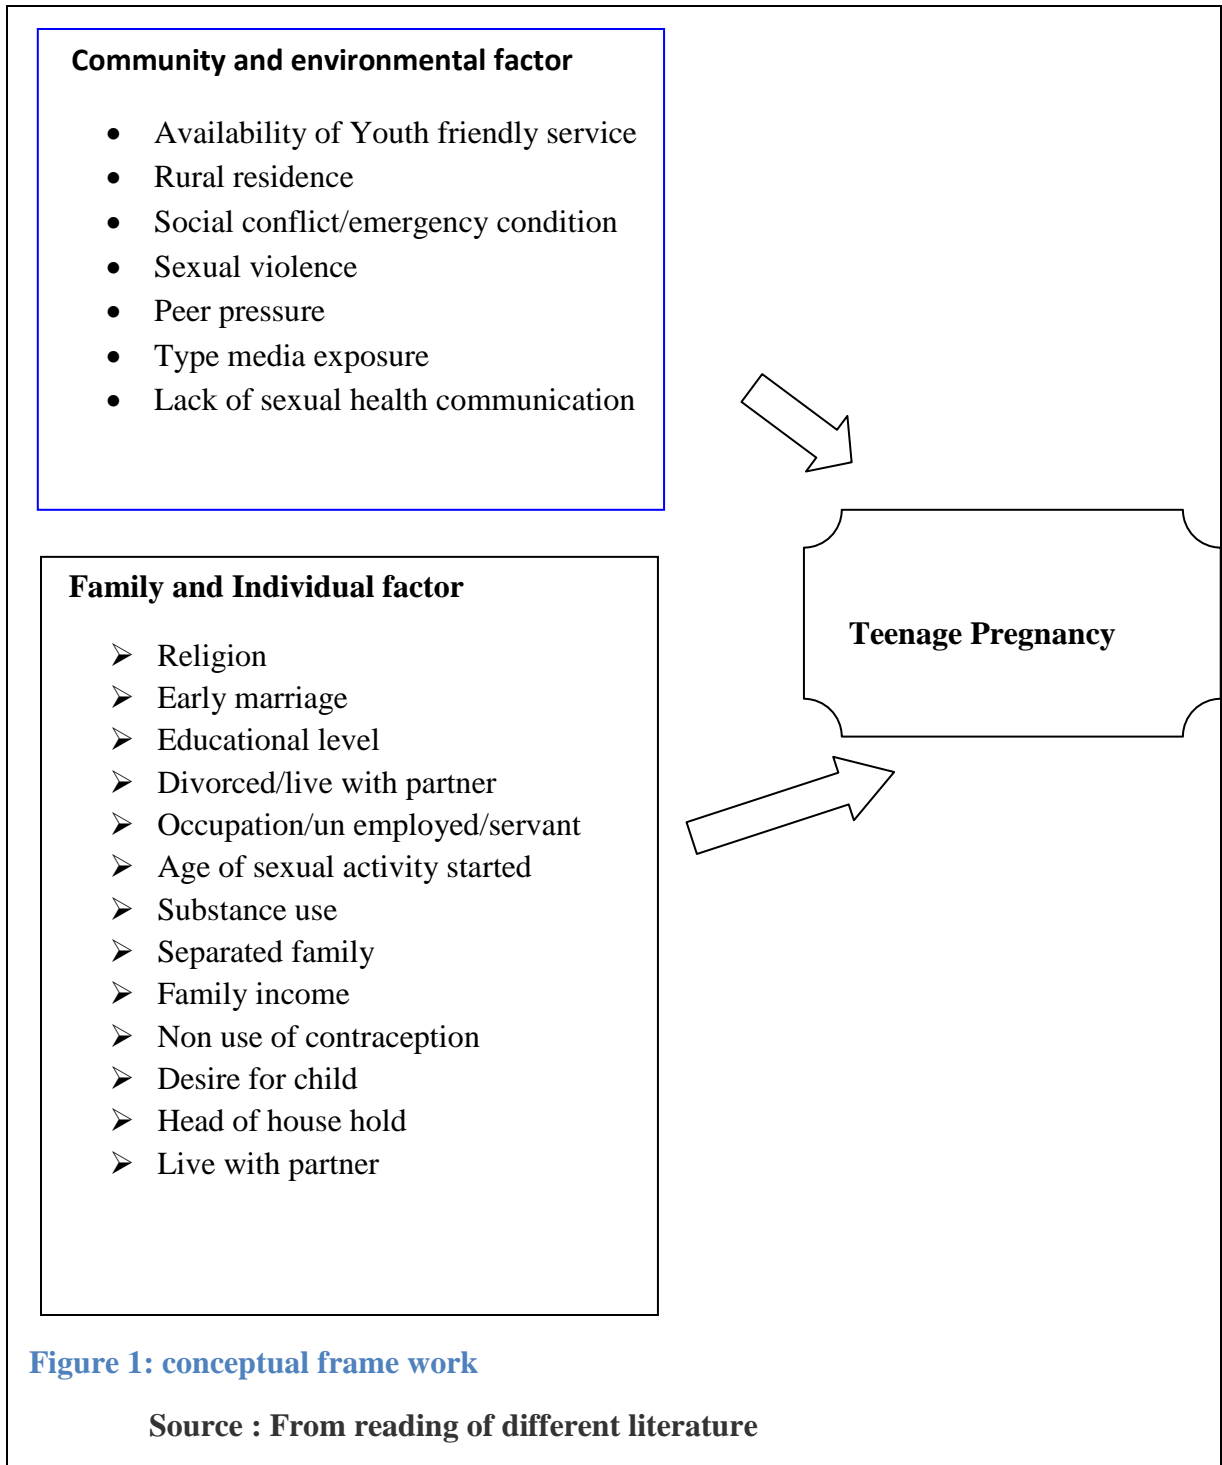 Community and environmental factor
• Availability of Youth friendly service
• Rural residence
• Social conflict/emergency condition
• Sexual violence
• Peer pressure
• Type media exposure
• Lack of sexual health communication
Family and Individual factor
➢ Religion
➢ Early marriage
➢ Educational level
➢ Divorced/live with partner
➢ Occupation/un employed/servant
➢ Age of sexual activity started
➢ Substance use
➢ Separated family
➢ Family income
➢ Non use of contraception
➢ Desire for child
➢ Head of house hold
➢ Live with partner
Teenage Pregnancy
Figure 1: conceptual frame work
Source : From reading of different literature